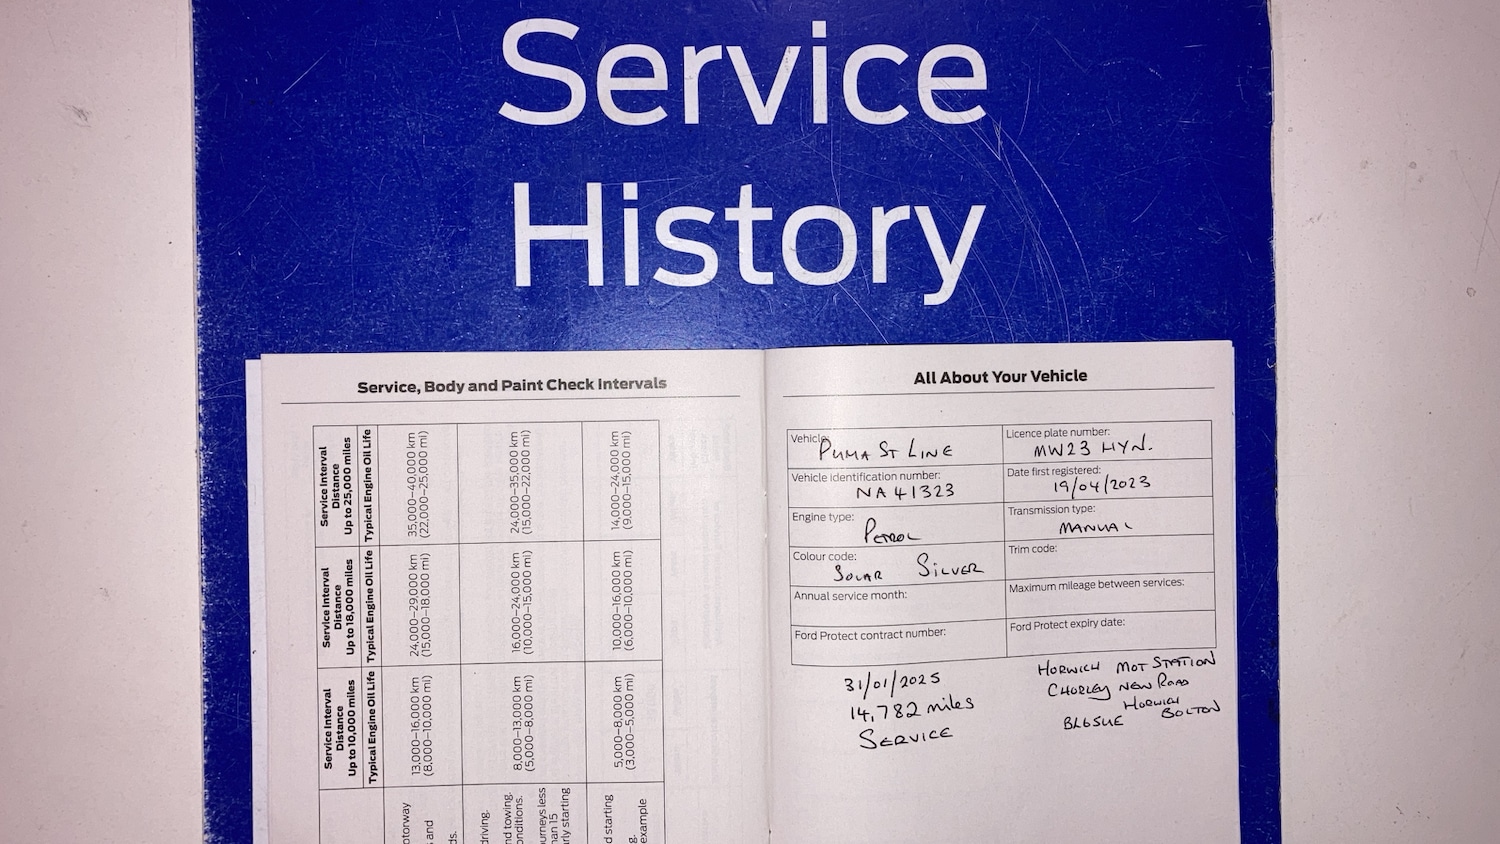 Service
History
Service, Body and Paint Check Intervals
Service Interval
Distance
Up to 25,000 miles
Typical Engine Oil Life
35,000–40,000 km
(22,000–25,000 mi)
24,000–35,000 km
(15,000–22,000 mi)
14,000–24,000 km
(9,000–15,000 mi)
Service Interval
Distance
Up to 18,000 miles
Typical Engine Oil Life
24,000–29,000 km
(15,000–18,000 mi)
16,000–24,000 km
(10,000–15,000 mi)
10,000–16,000 km
(6,000–10,000 mi)
Service Interval
Distance
Up to 10,000 miles
Typical Engine Oil Life
13,000–16,000 km
(8,000–10,000 mi)
8,000–13,000 km
(5,000–8,000 mi)
5,000–8,000 km
(3,000–5,000 mi)
and
driving.
towing.
less
15
starting
starting
example
All About Your Vehicle
Vehicle
PUMA ST LINE
Licence plate number:
MW23 HYN.
Vehicle identification number:
NA 41323
Date first registered:
19/04/2023
Engine type:
PETROL
Transmission type:
MANUAL
Colour code:
SOLAR SILVER
Trim code:
Annual service month:
Maximum mileage between services:
Ford Protect contract number:
Ford Protect expiry date:
31/01/2025
14,782 miles
SERVICE
HORWICH MOT STATION
CHORLEY NEW ROAD
HORWICH
BOLTON
BL6 5UE